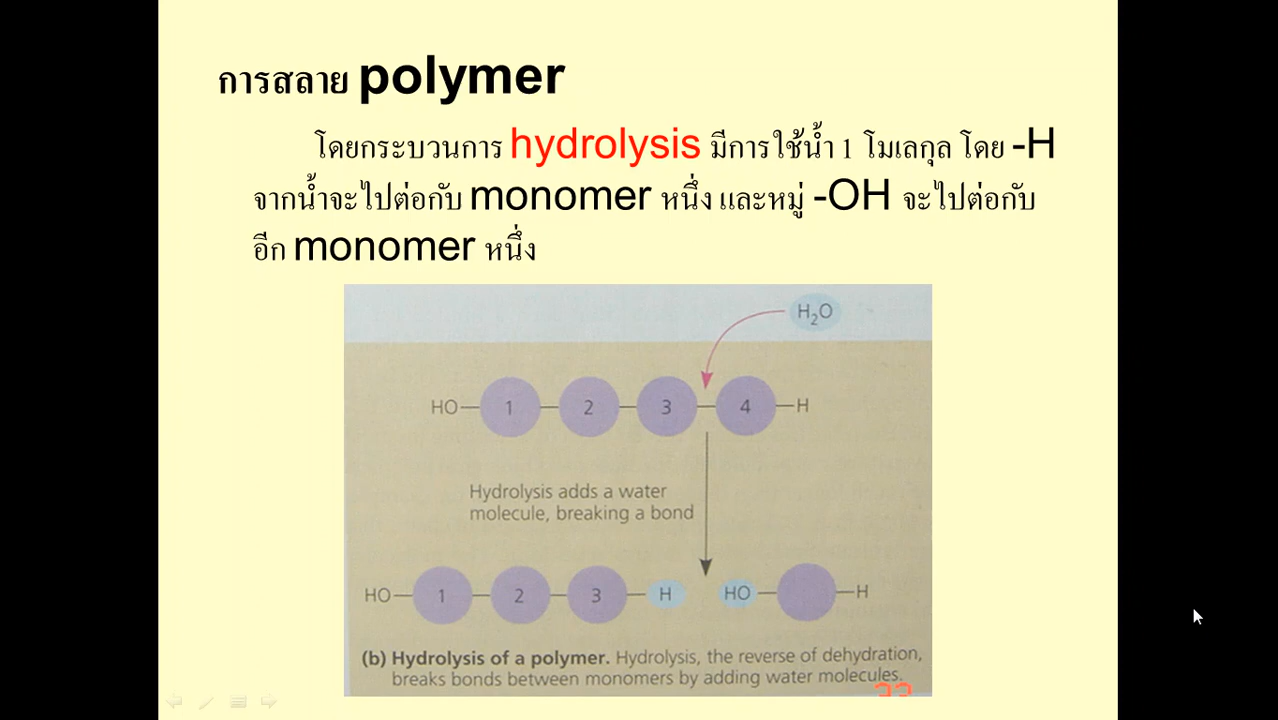 การสลาย polymer
โดยกระบวนการ hydrolysis มีการใช้น้ำ 1 โมเลกุล โดย -H
จากน้ำจะไปต่อกับ monomer หนึ่ง และหมู่ -OH จะไปต่อกับ
อีก monomer หนึ่ง
H₂O
HO 1 2 3 4 H
Hydrolysis adds a water
molecule, breaking a bond
HO 1 2 3 H HO H
(b) Hydrolysis of a polymer. Hydrolysis, the reverse of dehydration,
breaks bonds between monomers by adding water molecules.